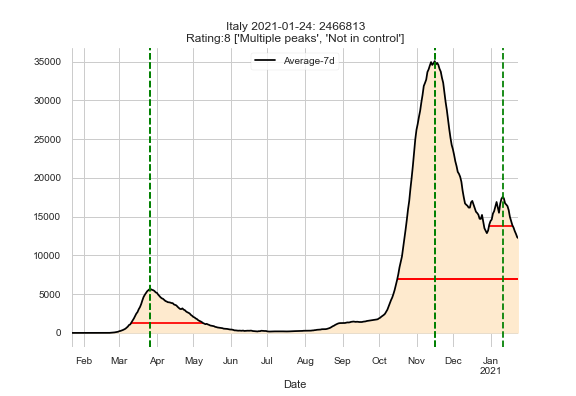 Italy 2021-01-24: 2466813
Rating:8 ['Multiple peaks', 'Not in control']
Average-7d
35000
30000
25000
20000
15000
10000
5000
0
Feb Mar Apr May Jun Jul Aug Sep Oct Nov Dec Jan
2021
Date